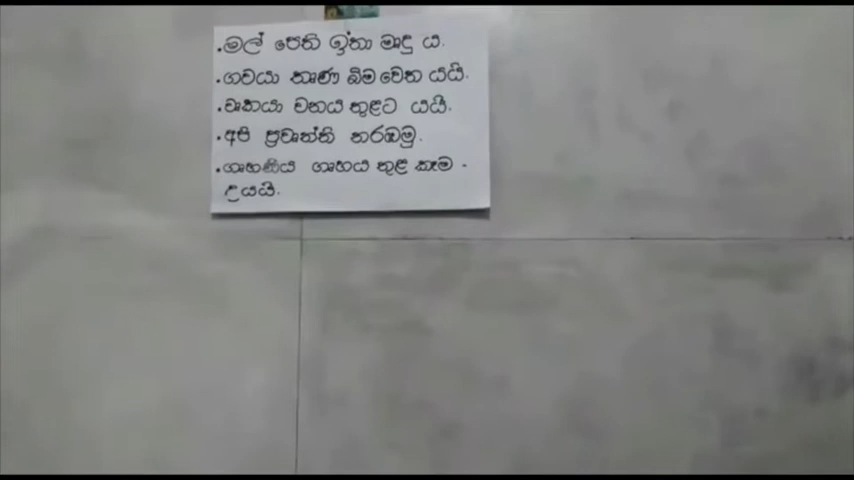 . මල් පෙති ඉතා මෘදු ය.
. ගවයා තෘණ බිම වෙත යයි.
. වෘකයා වනය තුළට යයි.
. අපි ප්‍රවෘත්ති නරඹමු.
. ගෘහණිය ගෘහය තුළ කෑම -
උයයි.